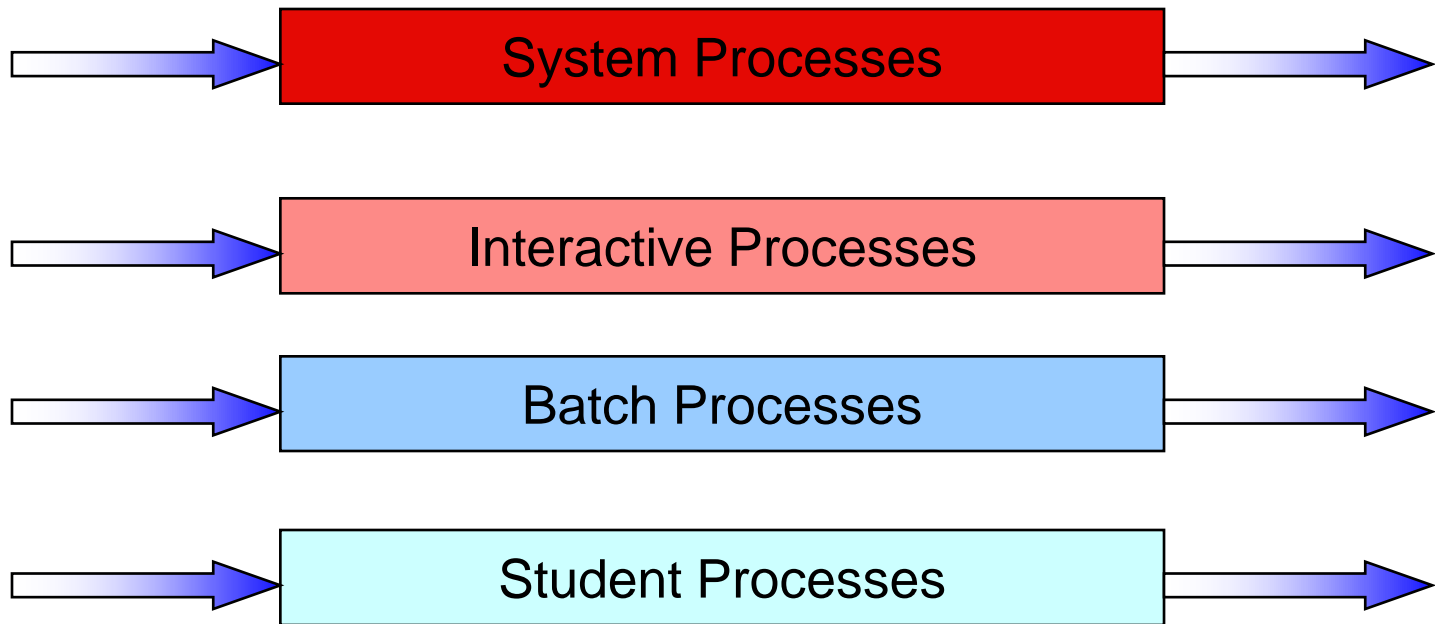 System Processes
Interactive Processes
Batch Processes
Student Processes